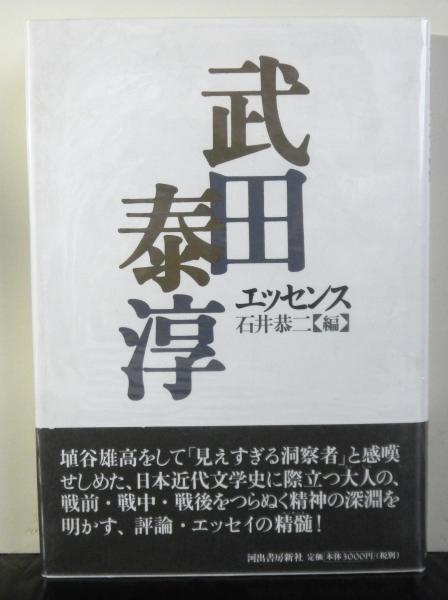 武田
泰淳
エッセンス
石井恭二【編】
埴谷雄高をして「見えすぎる洞察者」と感嘆
せしめた、日本近代文学史に際立つ大人の、
戦前・戦中・戦後をつらぬく精神の深淵を
明かす、評論・エッセイの精髄!
河出書房新社 定価 本体3000円(税別)